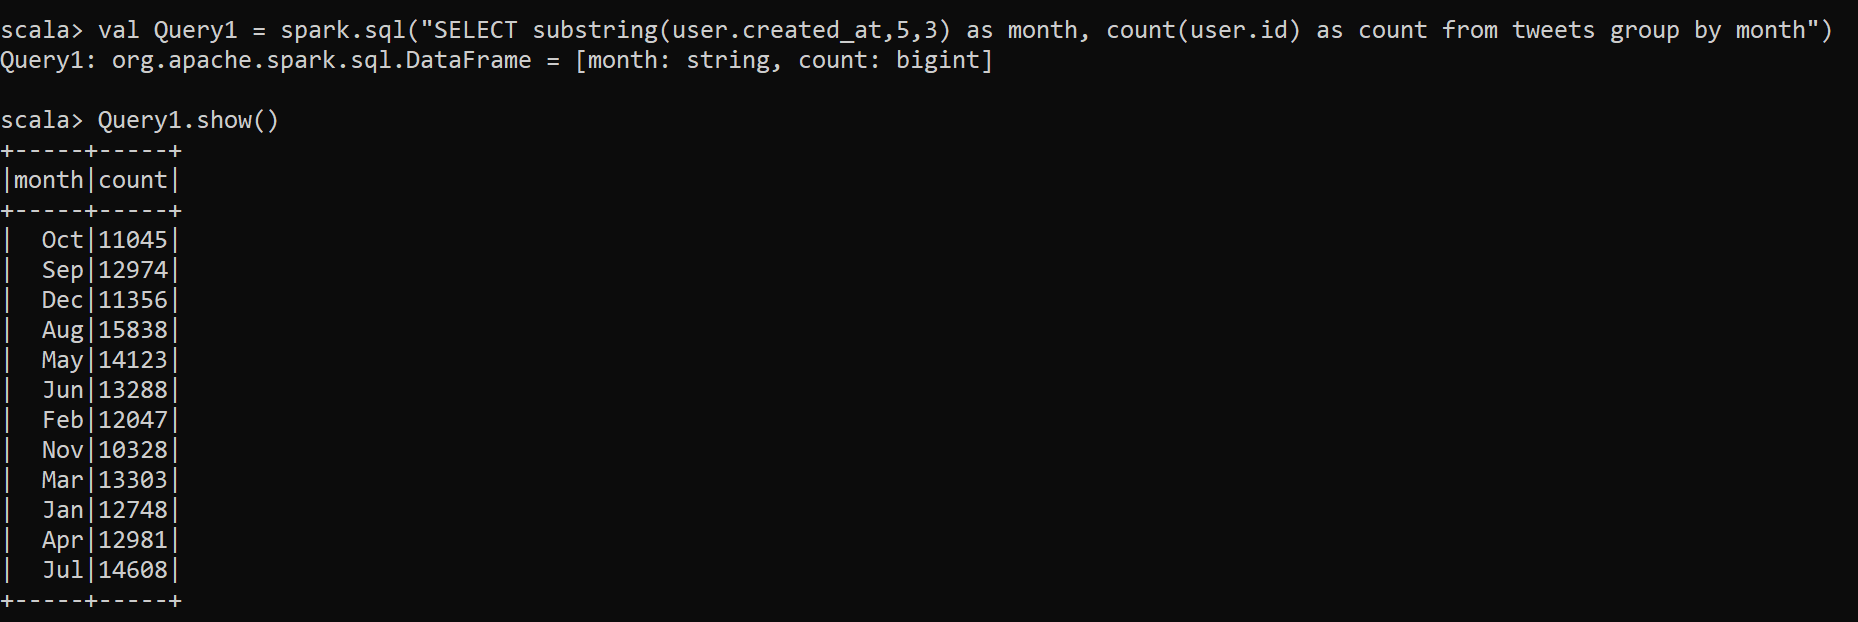 scala> val Query1 = spark.sql("SELECT substring(user.created_at,5,3) as month, count(user.id) as count from tweets group by month")
Query1: org.apache.spark.sql.DataFrame = [month: string, count: bigint]

scala> Query1.show()
+-----+-----+
|month|count|
+-----+-----+
|  Oct|11045|
|  Sep|12974|
|  Dec|11356|
|  Aug|15838|
|  May|14123|
|  Jun|13288|
|  Feb|12047|
|  Nov|10328|
|  Mar|13303|
|  Jan|12748|
|  Apr|12981|
|  Jul|14608|
+-----+-----+